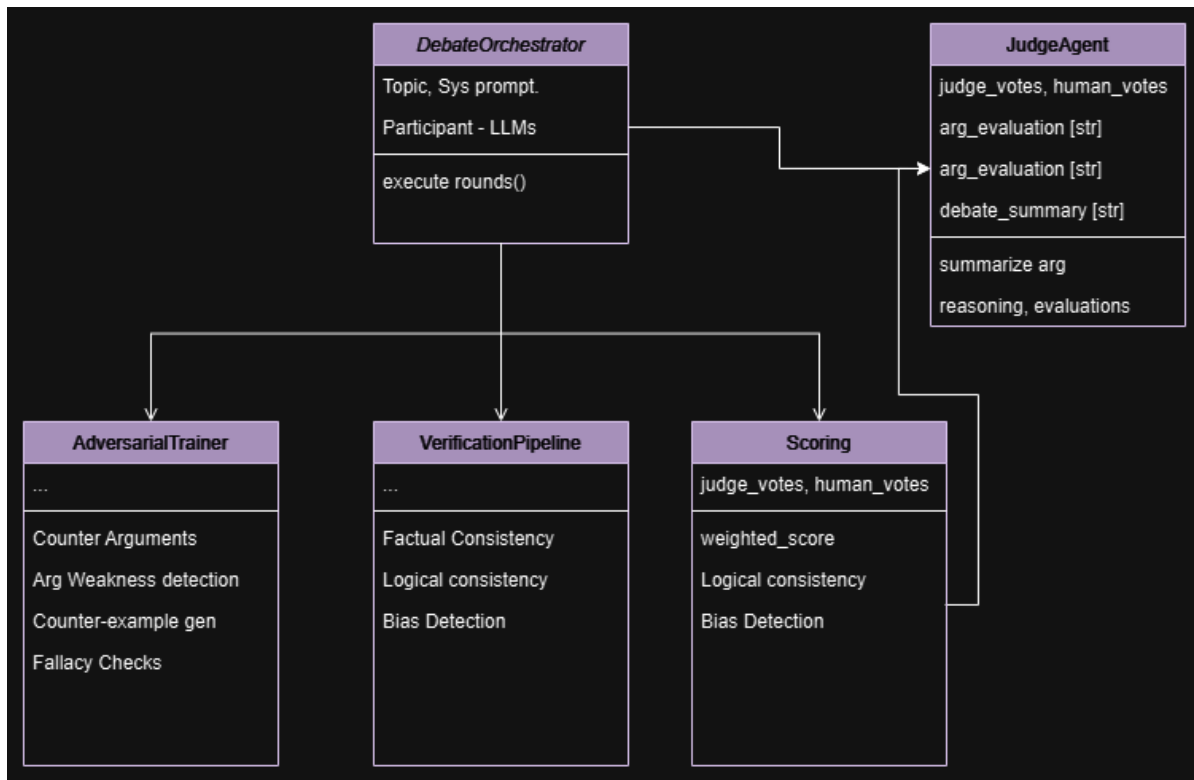 DebateOrchestrator
Topic, Sys prompt.
Participant - LLMs
execute rounds()
JudgeAgent
judge_votes, human_votes
arg_evaluation [str]
arg_evaluation [str]
debate_summary [str]
summarize arg
reasoning, evaluations
AdversarialTrainer
...
Counter Arguments
Arg Weakness detection
Counter-example gen
Fallacy Checks
VerificationPipeline
...
Factual Consistency
Logical consistency
Bias Detection
Scoring
judge_votes, human_votes
weighted_score
Logical consistency
Bias Detection